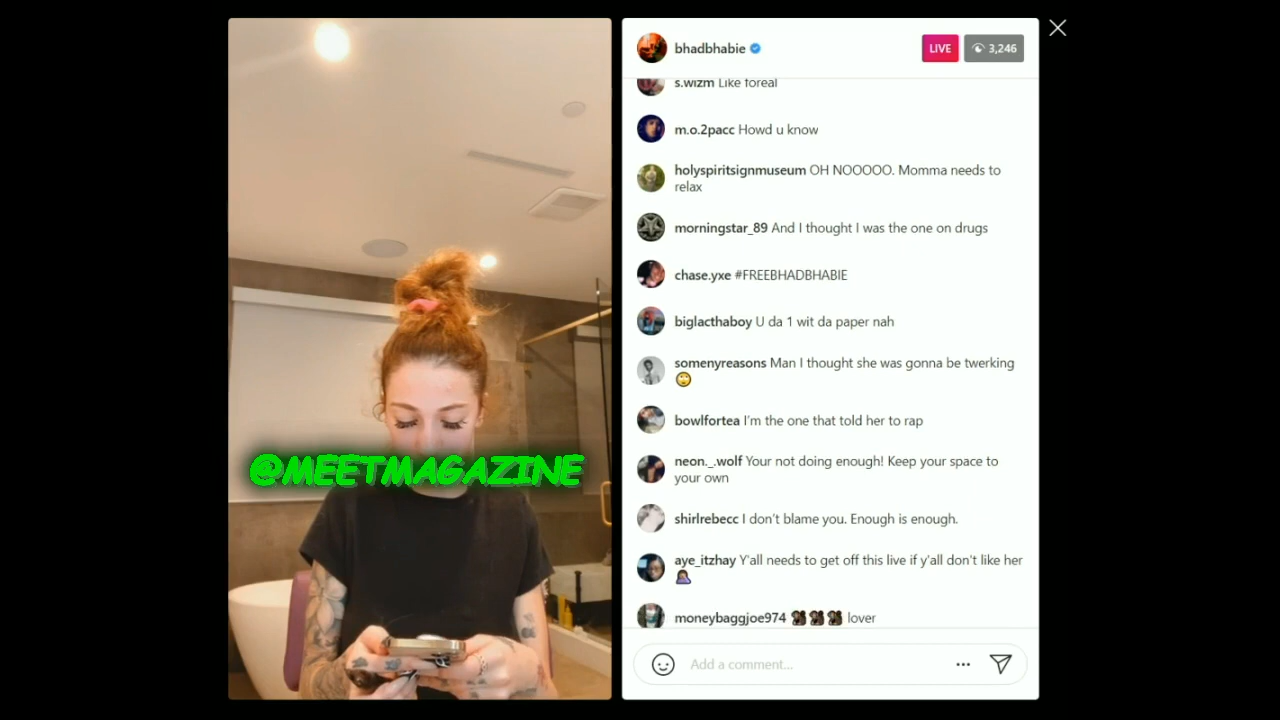 bhadbhabie
LIVE
3,246
s.wizm Like foreal
m.o.2pacc Howd u know
holyspiritsignmuseum OH NOOOOO. Momma needs to
relax
morningstar_89 And I thought I was the one on drugs
chase.yxe #FREEBHADBHABIE
biglacthaboy U da 1 wit da paper nah
somenyreasons Man I thought she was gonna be twerking
🙄
bowlfortea I'm the one that told her to rap
neon._.wolf Your not doing enough! Keep your space to
your own
shirlrebecc I don't blame you. Enough is enough.
aye_itzhay Y'all needs to get off this live if y'all don't like her
moneybaggjoe974 lover
Add a comment...
@MEETMAGAZINE